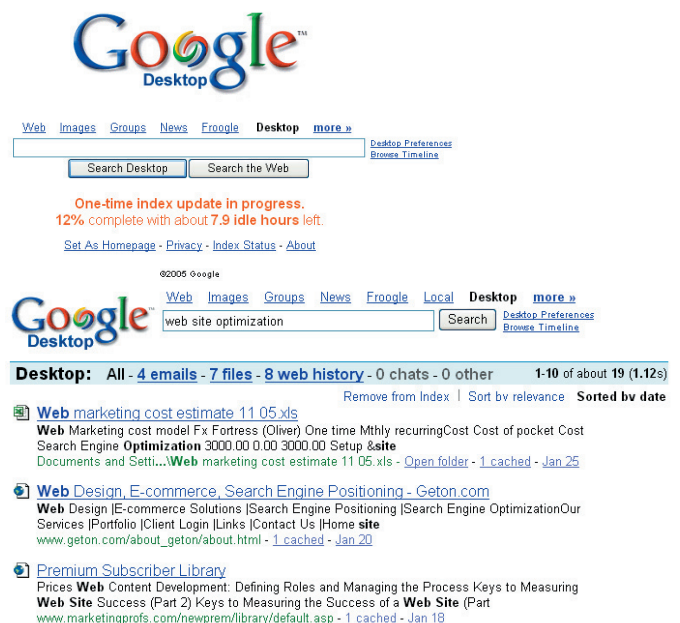 Google™
Desktop
Web Images Groups News Froogle Desktop more »
Desktop Preferences
Browse Timeline
Search Desktop Search the Web
One-time index update in progress.
12% complete with about 7.9 idle hours left.
Set As Homepage - Privacy - Index Status - About
©2005 Google
Web Images Groups News Froogle Local Desktop more »
Google™
Desktop
web site optimization Search
Desktop Preferences
Browse Timeline
Desktop: All - 4 emails - 7 files - 8 web history - 0 chats - 0 other 1-10 of about 19 (1.12s)
Remove from Index | Sort by relevance Sorted by date
Web marketing cost estimate 11 05.xls
Web Marketing cost model Fx Fortress (Oliver) One time Mthly recurringCost Cost of pocket Cost
Search Engine Optimization 3000.00 0.00 3000.00 Setup &site
Documents and Setti...\Web marketing cost estimate 11 05.xls - Open folder - 1 cached - Jan 25
Web Design, E-commerce, Search Engine Positioning - Geton.com
Web Design |E-commerce Solutions |Search Engine Positioning |Search Engine OptimizationOur
Services |Portfolio |Client Login |Links |Contact Us |Home site
www.geton.com/about_geton/about.html - 1 cached - Jan 20
Premium Subscriber Library
Prices Web Content Development: Defining Roles and Managing the Process Keys to Measuring
Web Site Success (Part 2) Keys to Measuring the Success of a Web Site (Part
www.marketingprofs.com/newprem/library/default.asp - 1 cached - Jan 18